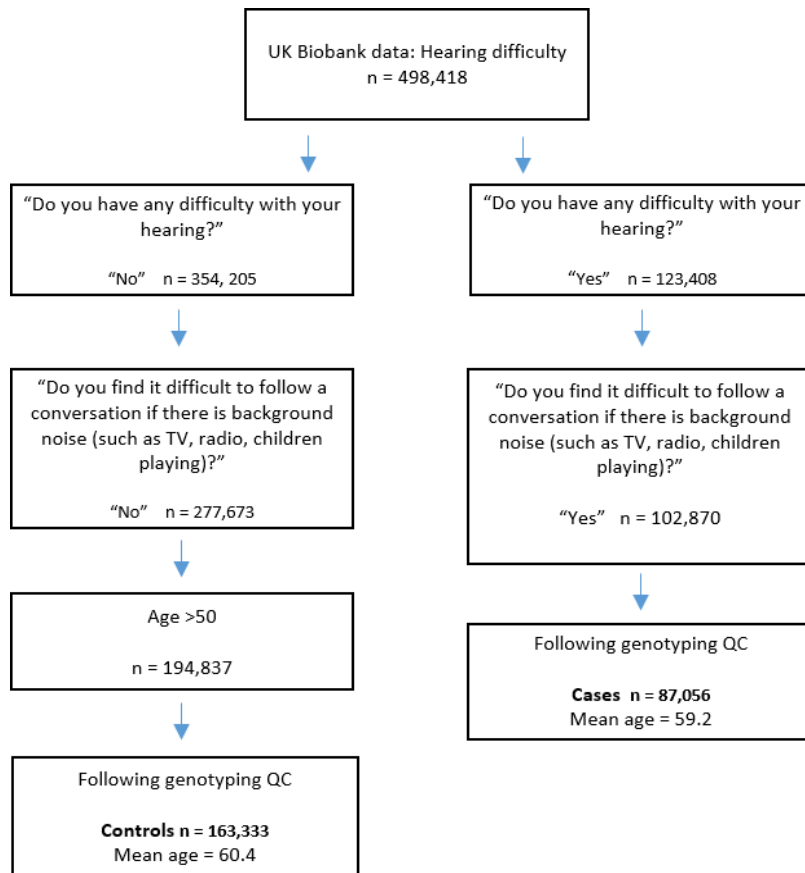 UK Biobank data: Hearing difficulty
n = 498,418
“Do you have any difficulty with your
hearing?”
“No”   n = 354, 205
“Do you find it difficult to follow a
conversation if there is background
noise (such as TV, radio, children
playing)?”
“No”   n = 277,673
Age >50
n = 194,837
Following genotyping QC
Controls n = 163,333
Mean age = 60.4
“Do you have any difficulty with your
hearing?”
“Yes”   n = 123,408
“Do you find it difficult to follow a
conversation if there is background
noise (such as TV, radio, children
playing)?”
“Yes”  n = 102,870
Following genotyping QC
Cases  n = 87,056
Mean age = 59.2